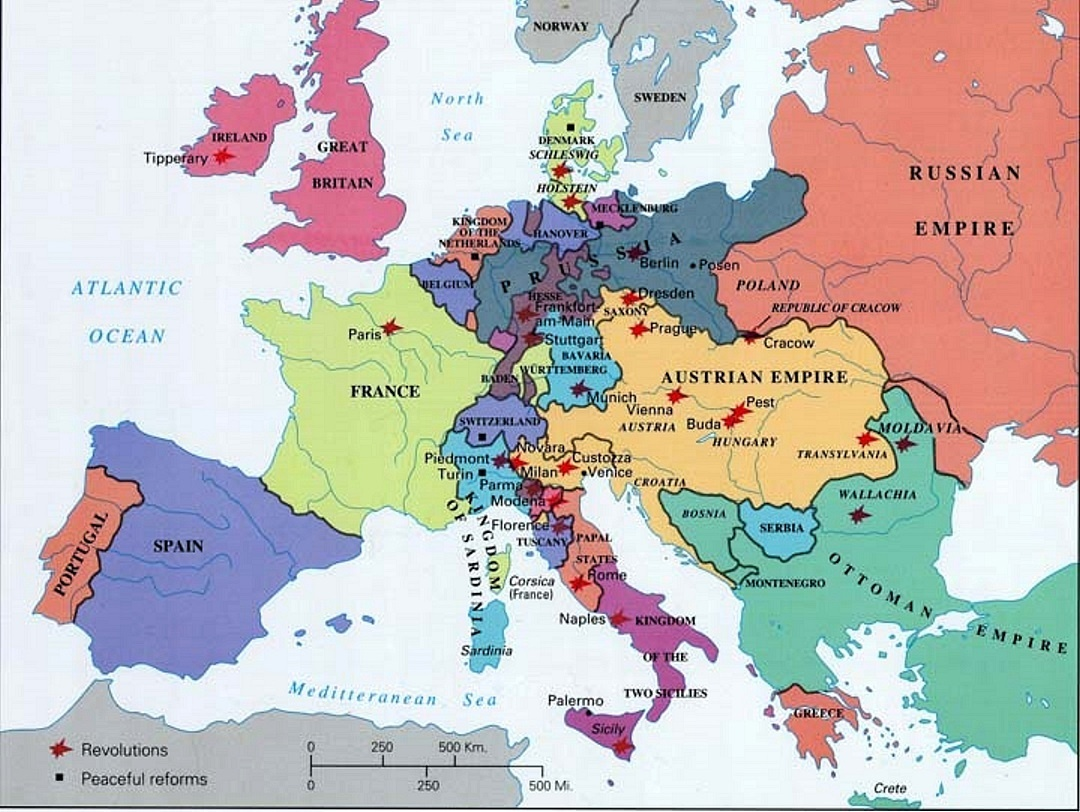 NORWAY
SWEDEN
North
Sea
DENMARK
SCHLESWIG
HOLSTEIN
IRELAND
Tipperary
GREAT
BRITAIN
RUSSIAN
EMPIRE
MECKLENBURG
KINGDOM
OF THE
NETHERLANDS
HANOVER
PRUSSIA
Berlin
Posen
ATLANTIC
OCEAN
BELGIUM
POLAND
HESSE
Dresden
REPUBLIC OF CRACOW
Frankfort-
am-Main
SAXONY
Paris
Prague
Stuttgart
Cracow
BAVARIA
WÜRTTEMBERG
BADEN
AUSTRIAN EMPIRE
FRANCE
Munich
Vienna
Pest
Buda
AUSTRIA
HUNGARY
SWITZERLAND
MOLDAVIA
TRANSYLVANIA
Novara
Piedmont
Custozza
Turin
Milan
Venice
Parma
CROATIA
Modena
WALLACHIA
BOSNIA
SERBIA
Florence
TUSCANY
PAPAL
STATES
KINGDOM
OF SARDINIA
PORTUGAL
SPAIN
Rome
MONTENEGRO
OTTOMAN
EMPIRE
Corsica
(France)
Naples
KINGDOM
OF THE
TWO SICILIES
Sardinia
Mediterranean Sea
Palermo
Sicily
GREECE
Crete
Revolutions
Peaceful reforms
0 250 500 Km.
0 250 500 Mi.